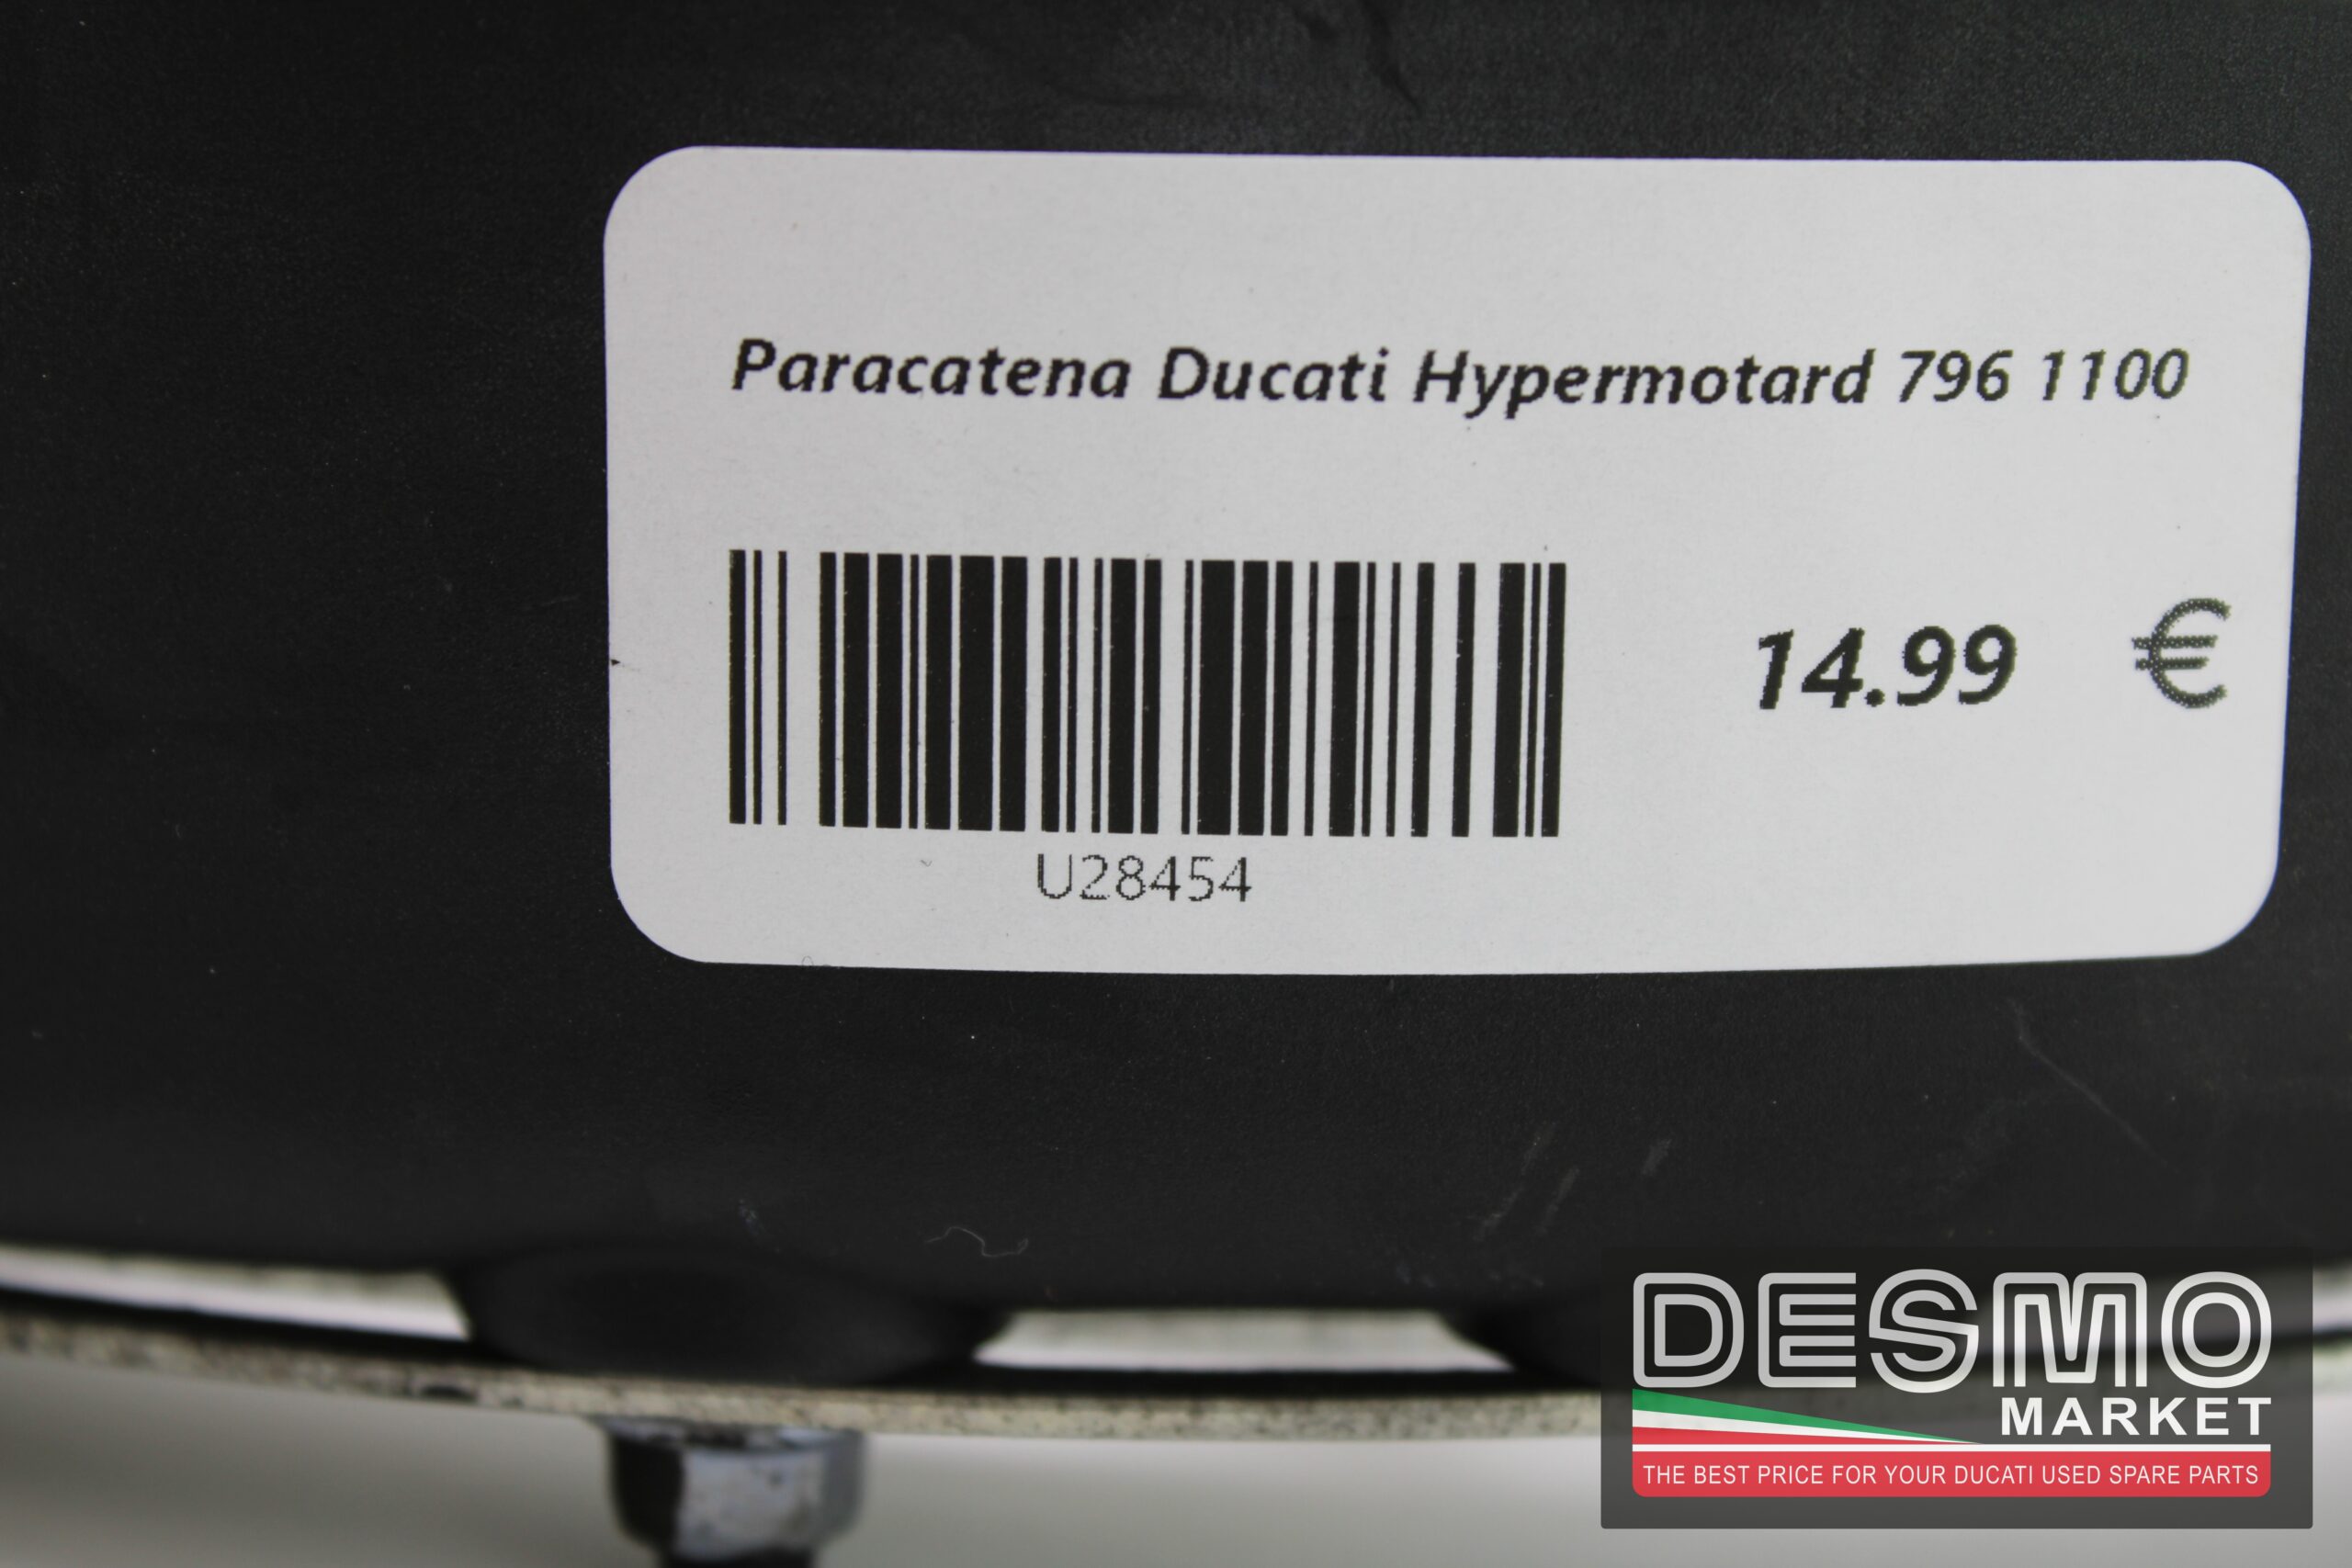 Paracatena Ducati Hypermotard 796 1100
14.99 €
U28454
DESMO
MARKET
THE BEST PRICE FOR YOUR DUCATI USED SPARE PARTS